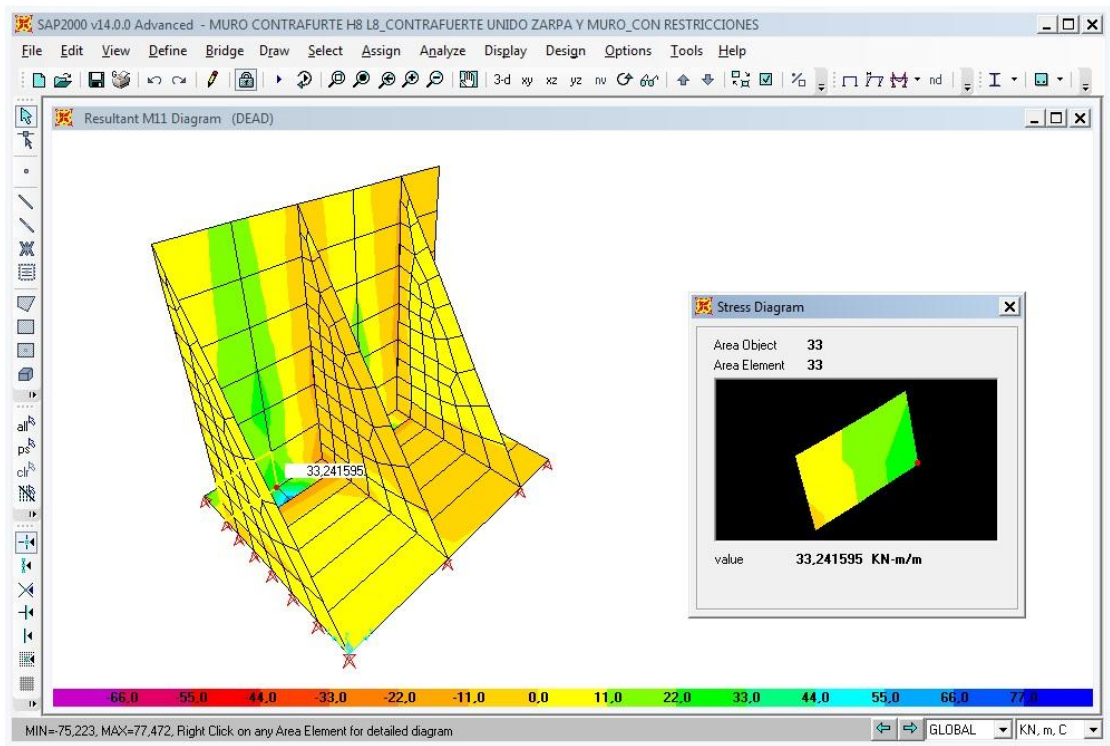 SAP2000 v14.0.0 Advanced - MURO CONTRAFURTE H8 L8_CONTRAFUERTE UNIDO ZARPA Y MURO_CON RESTRICCIONES
File Edit View Define Bridge Draw Select Assign Analyze Display Design Options Tools Help
3-d xy xz yz nv nd
Resultant M11 Diagram (DEAD)
all
ps
clr
33,241595
Stress Diagram
Area Object 33
Area Element 33
value 33,241595 KN-m/m
-66,0 -55,0 -44,0 -33,0 -22,0 -11,0 0,0 11,0 22,0 33,0 44,0 55,0 66,0 77,0
MIN=-75,223, MAX=77,472, Right Click on any Area Element for detailed diagram
GLOBAL KN, m, C